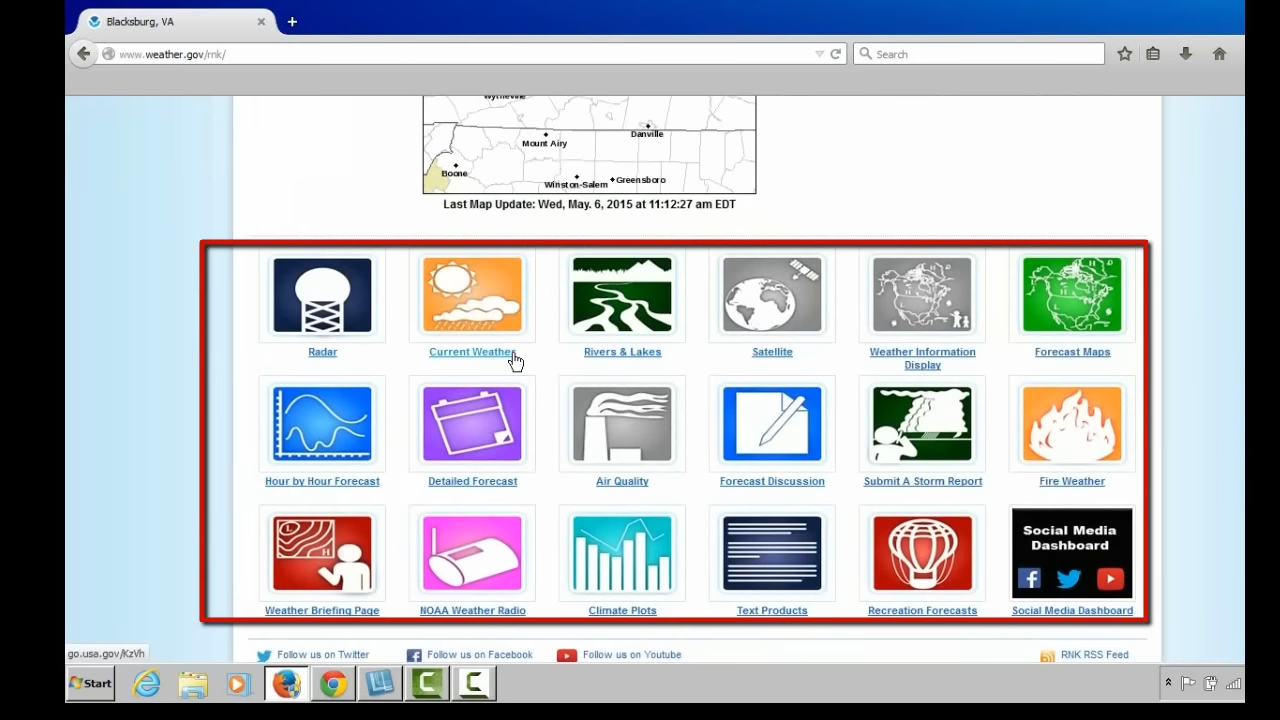 Blacksburg, VA
www.weather.gov/rnk/
Search
Wytheville
Danville
Mount Airy
Boone
Winston-Salem
Greensboro
Last Map Update: Wed, May. 6, 2015 at 11:12:27 am EDT
Radar
Current Weather
Rivers & Lakes
Satellite
Weather Information
Display
Forecast Maps
Hour by Hour Forecast
Detailed Forecast
Air Quality
Forecast Discussion
Submit A Storm Report
Fire Weather
L
H
Social Media
Dashboard
Weather Briefing Page
NOAA Weather Radio
Climate Plots
Text Products
Recreation Forecasts
Social Media Dashboard
go.usa.gov/KzVh
Follow us on Twitter
Follow us on Facebook
Follow us on Youtube
RNK RSS Feed
Start